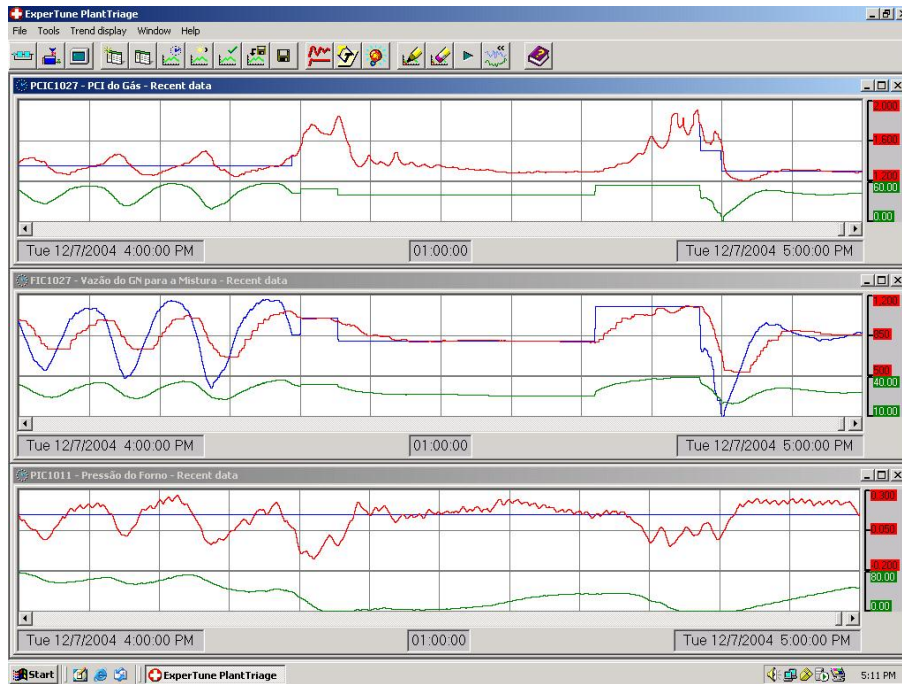 ExperTune PlantTriage
File Tools Trend display Window Help
PCIC1027 - PCI do Gás - Recent data
2.000
1.600
1.200
60.00
0.00
Tue 12/7/2004 4:00:00 PM 01:00:00 Tue 12/7/2004 5:00:00 PM
FIC1027 - Vazão do GN para a Mistura - Recent data
1,200
850
500
40.00
10.00
Tue 12/7/2004 4:00:00 PM 01:00:00 Tue 12/7/2004 5:00:00 PM
PIC1011 - Pressão do Forno - Recent data
0.300
0.050
-0.200
80.00
0.00
Tue 12/7/2004 4:00:00 PM 01:00:00 Tue 12/7/2004 5:00:00 PM
Start ExperTune PlantTriage 5:11 PM